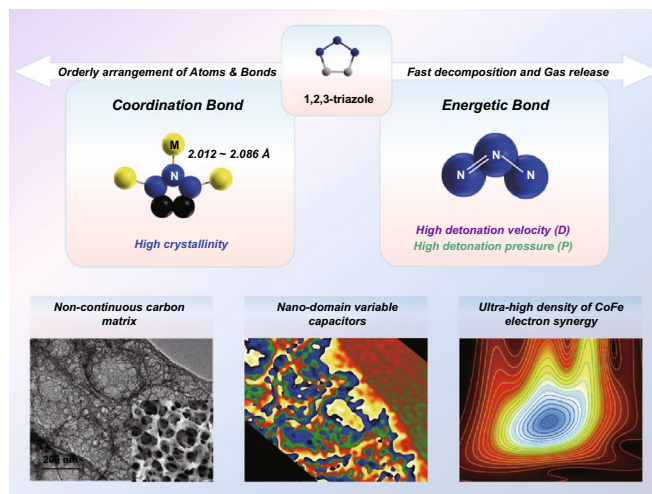 Orderly arrangement of Atoms & Bonds
1,2,3-triazole
Fast decomposition and Gas release
Coordination Bond
M
2.012 ~ 2.086 Å
N
High crystallinity
Energetic Bond
N
N
N
High detonation velocity (D)
High detonation pressure (P)
Non-continuous carbon
matrix
200 nm
Nano-domain variable
capacitors
Ultra-high density of CoFe
electron synergy